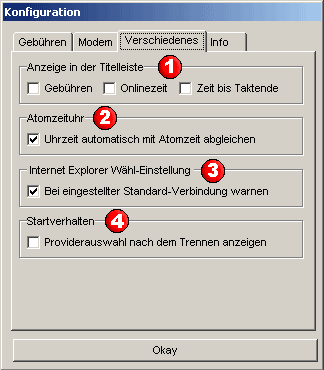 Konfiguration
Gebühren Modem Verschiedenes Info
Anzeige in der Titelleiste 1
Gebühren Onlinezeit Zeit bis Taktende
Atomzeituhr 2
Uhrzeit automatisch mit Atomzeit abgleichen
Internet Explorer Wähl-Einstellung 3
Bei eingestellter Standard-Verbindung warnen
Startverhalten 4
Providerauswahl nach dem Trennen anzeigen
Okay